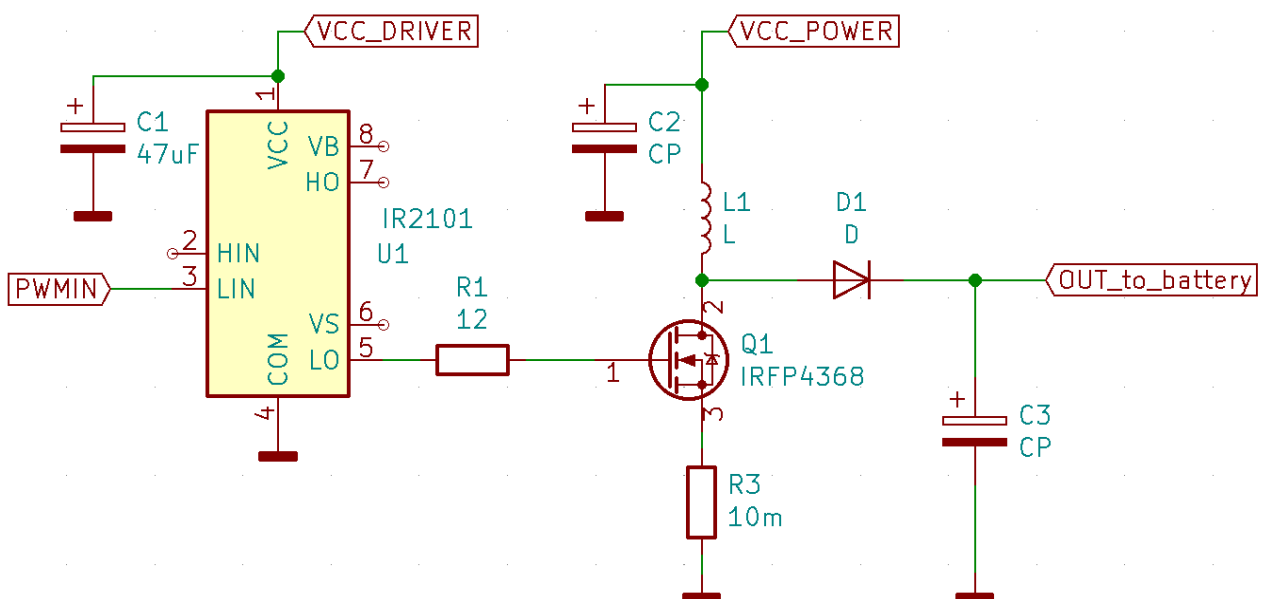 VCC_DRIVER
VCC_POWER
+
C1
47uF
1
VCC
VB
8
HO
7
IR2101
U1
2
HIN
PWMIN
3
LIN
VS
6
COM
LO
5
4
R1
12
+
C2
CP
L1
L
D1
D
OUT_to_battery
2
1
Q1
IRFP4368
3
R3
10m
+
C3
CP